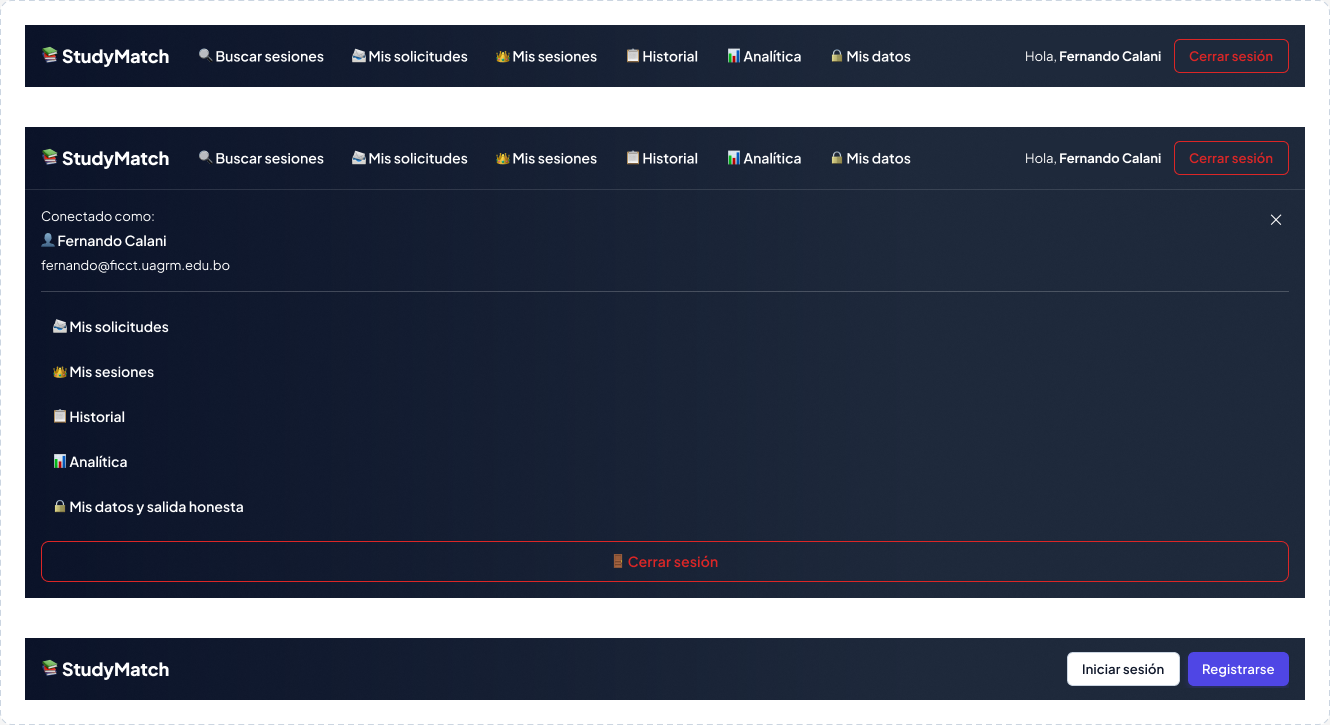 StudyMatch Buscar sesiones Mis solicitudes Mis sesiones Historial Analítica Mis datos Hola, Fernando Calani Cerrar sesión
StudyMatch Buscar sesiones Mis solicitudes Mis sesiones Historial Analítica Mis datos Hola, Fernando Calani Cerrar sesión
Conectado como:
Fernando Calani
fernando@ficct.uagrm.edu.bo
Mis solicitudes
Mis sesiones
Historial
Analítica
Mis datos y salida honesta
Cerrar sesión
StudyMatch Iniciar sesión Registrarse